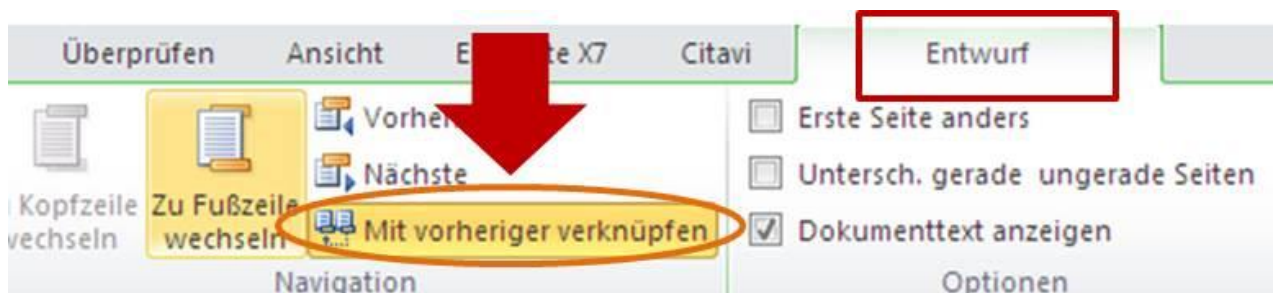 Überprüfen Ansicht X7 Citavi Entwurf
Erste Seite anders
Nächste Untersch. gerade ungerade Seiten
Kopfzeile Zu Fußzeile Mit vorheriger verknüpfen Dokumenttext anzeigen
wechseln
Navigation Optionen